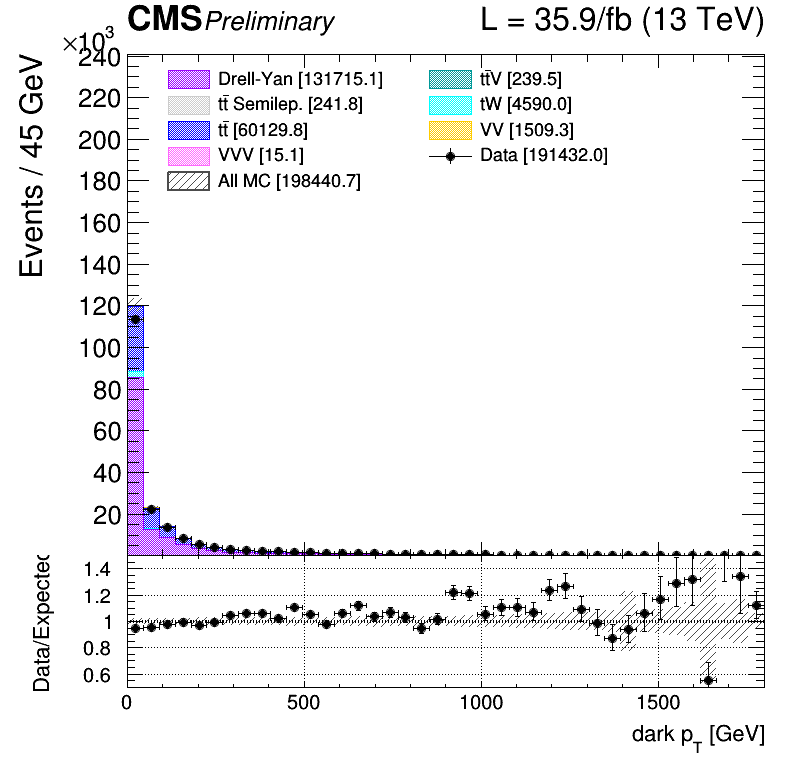 CMS Preliminary L = 35.9/fb (13 TeV)
×10³
Events / 45 GeV
240
220
200
180
160
140
120
100
80
60
40
20
Drell-Yan [131715.1]
tt̄ Semilep. [241.8]
tt̄ [60129.8]
VVV [15.1]
All MC [198440.7]
tt̄V [239.5]
tW [4590.0]
VV [1509.3]
Data [191432.0]
Data/Expected
1.4
1.2
1
0.8
0.6
0 500 1000 1500
dark p_T [GeV]